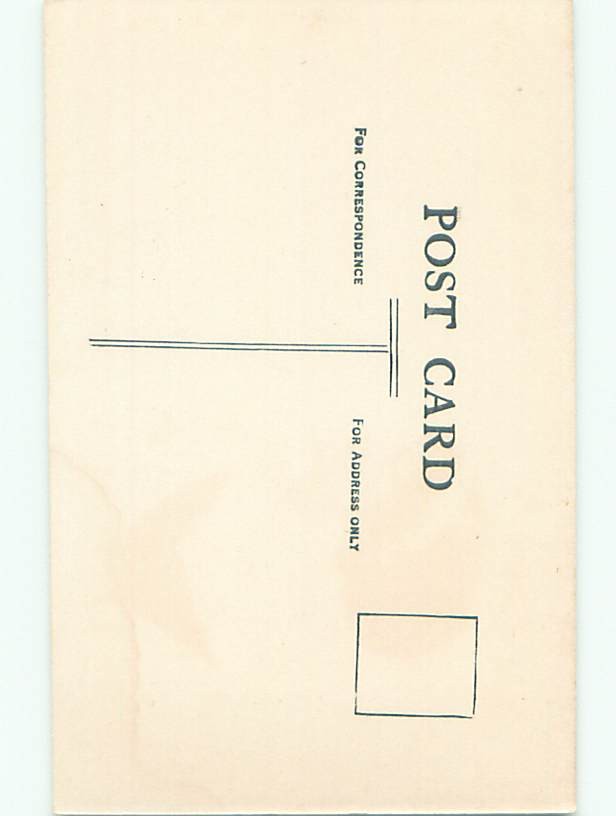 POST CARD
FOR CORRESPONDENCE
FOR ADDRESS ONLY